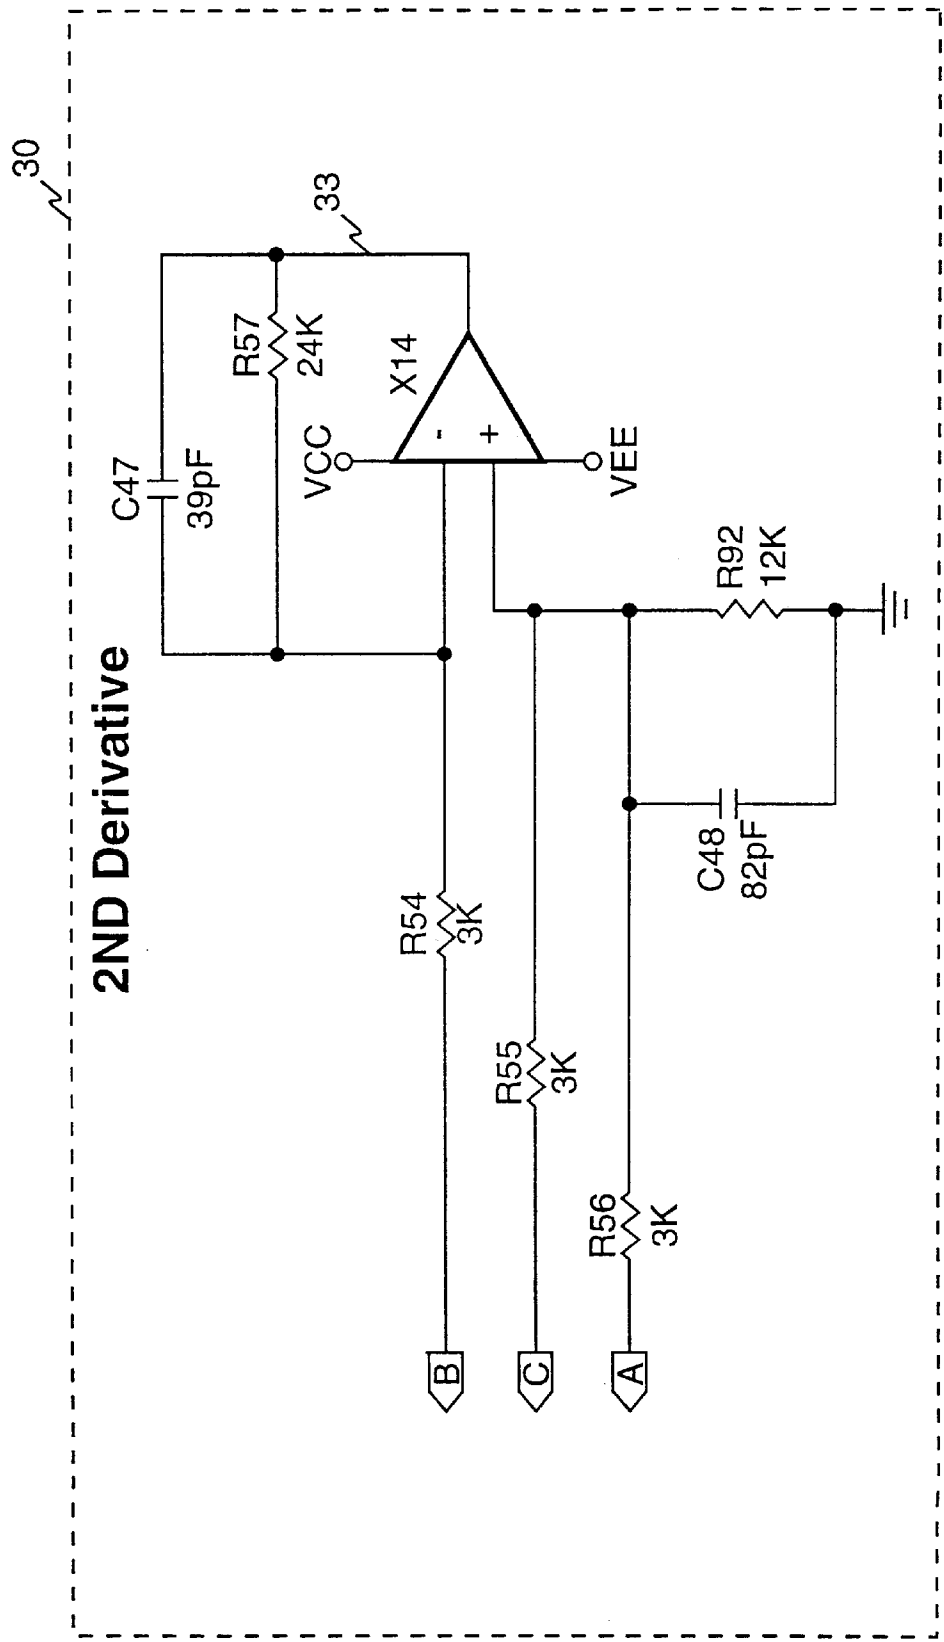 30
2ND Derivative
33
C47
39pF
R57
24K
VCC
X14
-
+
VEE
R54
3K
R55
3K
R56
3K
C48
82pF
R92
12K
B
C
A